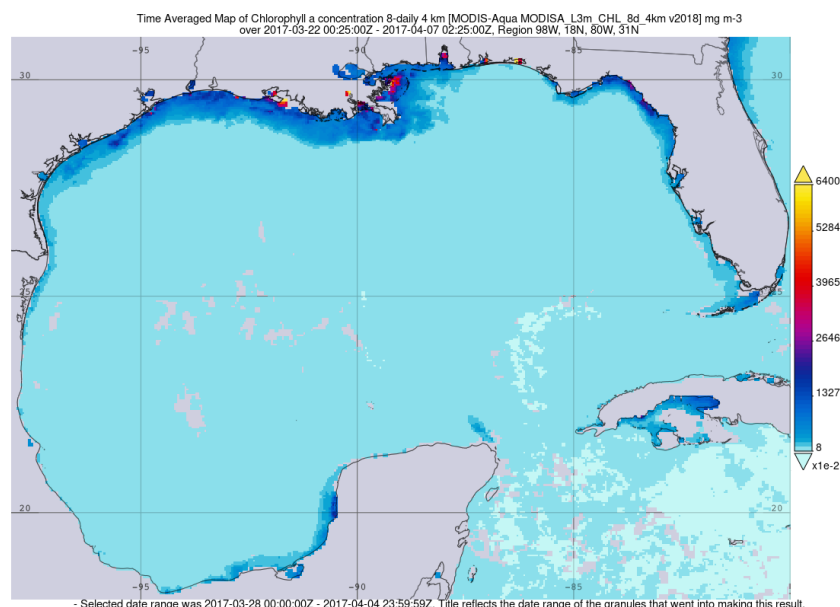 Time Averaged Map of Chlorophyll a concentration 8-daily 4 km [MODIS-Aqua MODISA_L3m_CHL_8d_4km v2018] mg m-3
over 2017-03-22 00:25:00Z - 2017-04-07 02:25:00Z, Region 98W, 18N, 80W, 31N
-95 -90 -85
30 30
6400
5284
3965
25 25
2646
1327
8
x1e-2
20 20
-95 -90 -85
- Selected date range was 2017-03-28 00:00:00Z - 2017-04-04 23:59:59Z. Title reflects the date range of the granules that went into making this result.